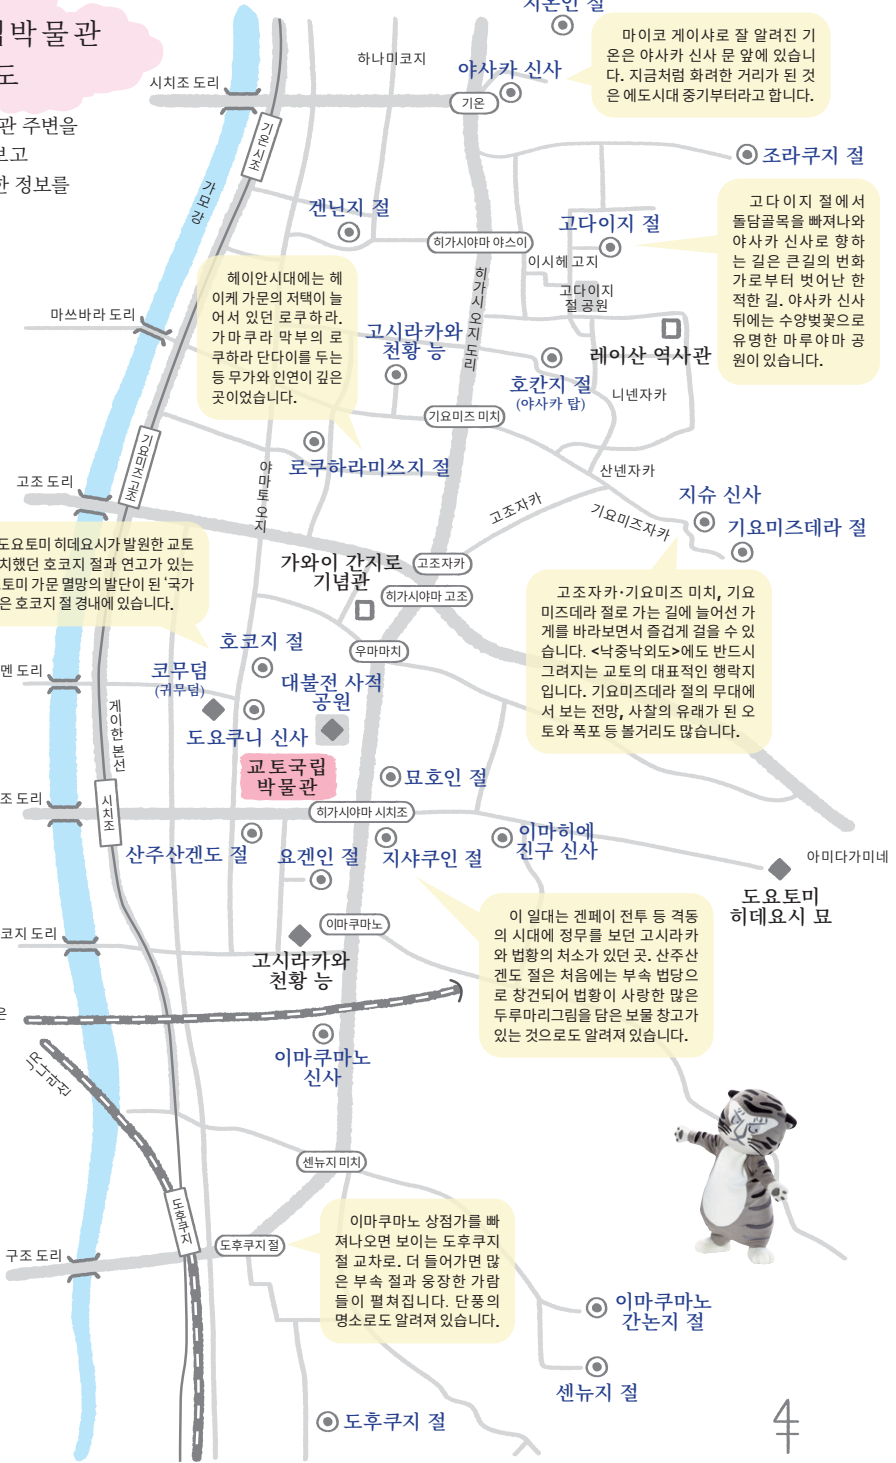 지온인 절
박물관
도
관 주변을
보고
한 정보를
하나미코지
시치조 도리
야사카 신사
기온
마이코 게이샤로 잘 알려진 기
온은 야사카 신사 문 앞에 있습니
다. 지금처럼 화려한 거리가 된 것
은 에도시대 중기부터라고 합니다.
기온 시조
조라쿠지 절
가모강
겐닌지 절
고다이지 절
히가시야마 야스이
이시헤 고지
고다이지
절 공원
고다이지 절에서
돌담골목을 빠져나와
야사카 신사로 향하
는 길은 큰길의 번화
가로부터 벗어난 한
적한 길. 야사카 신사
뒤에는 수양벚꽃으로
유명한 마루야마 공
원이 있습니다.
헤이안시대에는 헤
이케 가문의 저택이 늘
어서 있던 로쿠하라.
가마쿠라 막부의 로
쿠하라 단다이를 두는
등 무가와 인연이 깊은
곳이었습니다.
히가시 오지 도리
마쓰바라 도리
고시라카와
천황 능
레이산 역사관
호칸지 절
(야사카 탑)
니넨자카
기요미즈 미치
기요미즈 고조
로쿠하라미쓰지 절
야마토 오지
산넨자카
고조 도리
고조자카
지슈 신사
기요미즈자카
기요미즈데라 절
도요토미 히데요시가 발원한 교토
치했던 호코지 절과 연고가 있는
토미 가문 멸망의 발단이 된 ‘국가
은 호코지 절 경내에 있습니다.
가와이 간지로
기념관
고조자카
히가시야마 고조
고조자카·기요미즈 미치, 기요
미즈데라 절로 가는 길에 늘어선 가
게를 바라보면서 즐겁게 걸을 수 있
습니다. <낙중낙외도>에도 반드시
그려지는 교토의 대표적인 행락지
입니다. 기요미즈데라 절의 무대에
서 보는 전망, 사찰의 유래가 된 오
토와 폭포 등 볼거리도 많습니다.
호코지 절
우마마치
멘 도리
코무덤
(귀무덤)
대불전 사적
공원
게이한 본선
도요쿠니 신사
교토국립
박물관
묘호인 절
조 도리
시치조
히가시야마 시치조
산주산겐도 절
요겐인 절
지샤쿠인 절
이마히에
진구 신사
아미다가미네
도요토미
히데요시 묘
이마쿠마노
코지 도리
고시라카와
천황 능
이 일대는 겐페이 전투 등 격동
의 시대에 정무를 보던 고시라카
와 법황의 처소가 있던 곳. 산주산
겐도 절은 처음에는 부속 법당으
로 창건되어 법황이 사랑한 많은
두루마리그림을 담은 보물 창고가
있는 것으로도 알려져 있습니다.
이마쿠마노
신사
JR나라선
센뉴지 미치
도후쿠지
도후쿠지 절
구조 도리
이마쿠마노 상점가를 빠
져나오면 보이는 도후쿠지
절 교차로. 더 들어가면 많
은 부속 절과 웅장한 가람
들이 펼쳐집니다. 단풍의
명소로도 알려져 있습니다.
이마쿠마노
간논지 절
센뉴지 절
도후쿠지 절